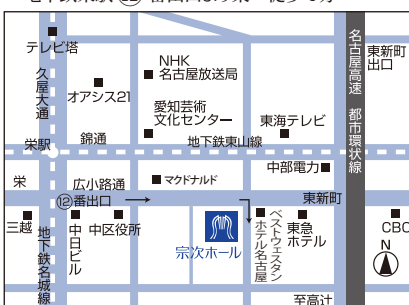 テレビ塔
久屋大通
オアシス21
NHK
名古屋放送局
愛知芸術
文化センター
東海テレビ
名古屋高速 都市環状線
東新町
出口
栄駅
錦通
地下鉄東山線
中部電力
栄
広小路通
マクドナルド
東新町
⑫番出口
三越
地下鉄名城線
中日ビル
中区役所
宗次ホール
ベストウェスタン
ホテル名古屋
東急
ホテル
CBC
N
至高辻